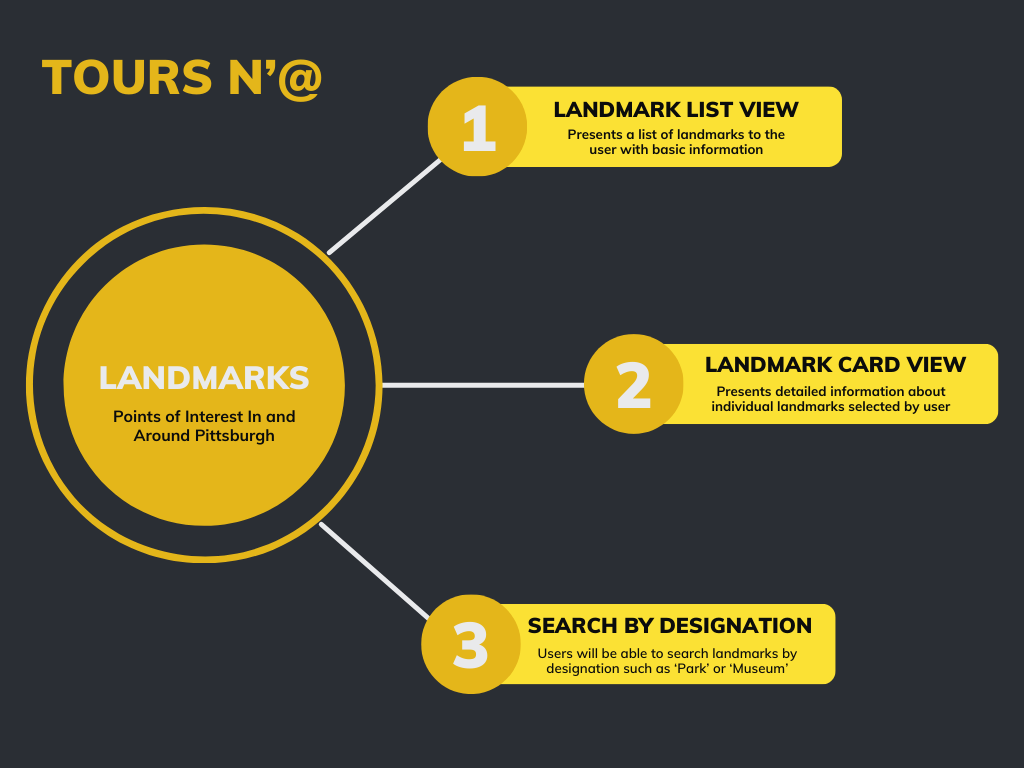 TOURS N’@
1
LANDMARK LIST VIEW
Presents a list of landmarks to the
user with basic information
LANDMARKS
Points of Interest In and
Around Pittsburgh
2
LANDMARK CARD VIEW
Presents detailed information about
individual landmarks selected by user
3
SEARCH BY DESIGNATION
Users will be able to search landmarks by
designation such as ‘Park’ or ‘Museum’